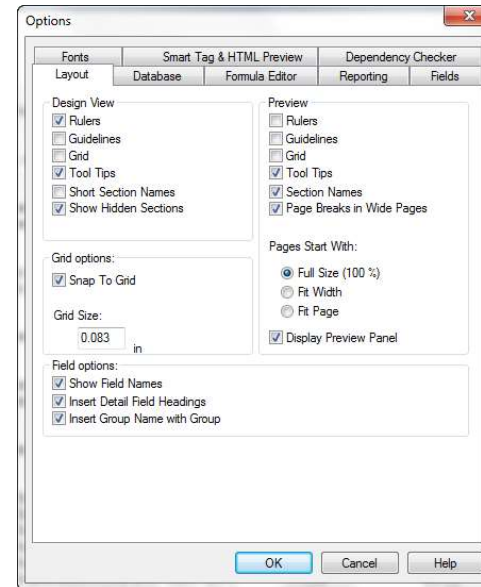 Options
Fonts
Smart Tag & HTML Preview
Dependency Checker
Layout
Database
Formula Editor
Reporting
Fields
Design View
Rulers
Guidelines
Grid
Tool Tips
Short Section Names
Show Hidden Sections
Preview
Rulers
Guidelines
Grid
Tool Tips
Section Names
Page Breaks in Wide Pages
Pages Start With:
Full Size (100 %)
Fit Width
Fit Page
Display Preview Panel
Grid options:
Snap To Grid
Grid Size:
0.083
in
Field options:
Show Field Names
Insert Detail Field Headings
Insert Group Name with Group
OK
Cancel
Help